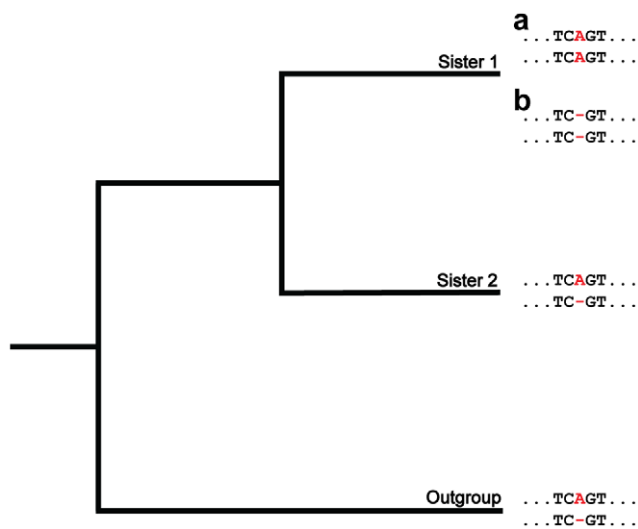 a
...TCAGT...
Sister 1
...TCAGT...
b
...TC-GT...
...TC-GT...
Sister 2
...TCAGT...
...TC-GT...
Outgroup
...TCAGT...
...TC-GT...